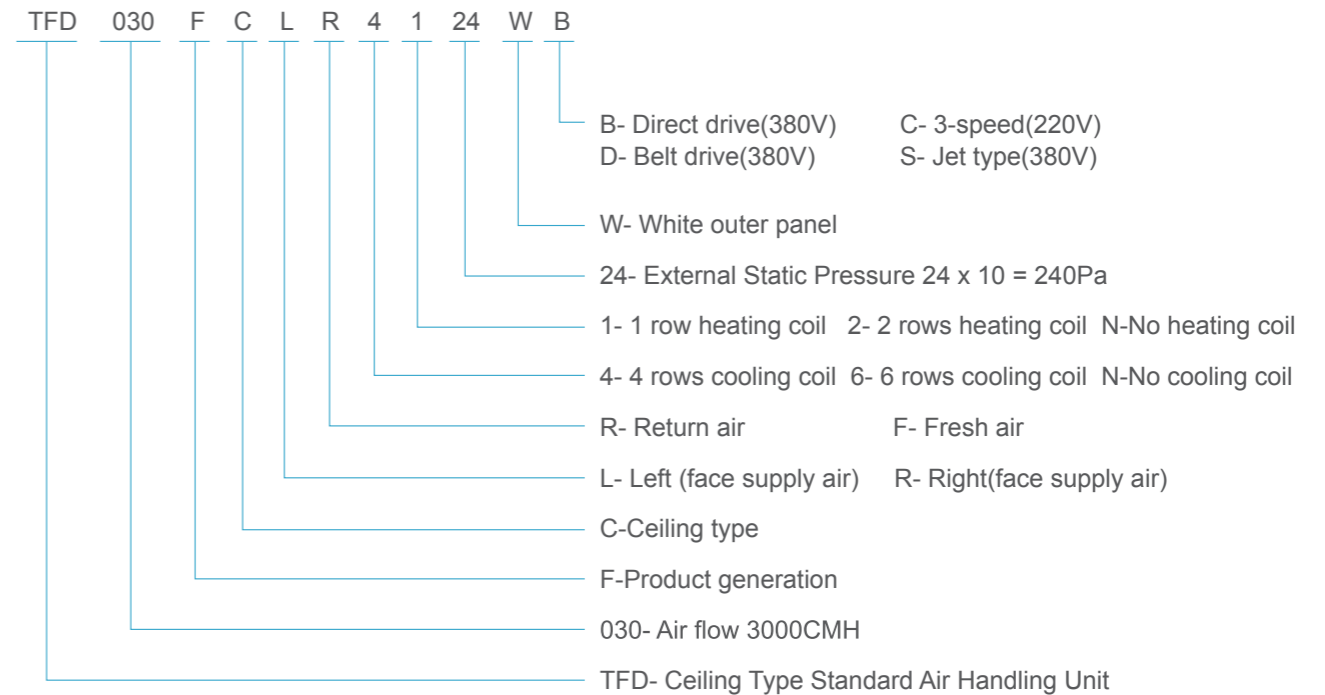 TFD 030 F C L R 4 1 24 W B
B- Direct drive(380V) C- 3-speed(220V)
D- Belt drive(380V) S- Jet type(380V)
W- White outer panel
24- External Static Pressure 24 x 10 = 240Pa
1- 1 row heating coil 2- 2 rows heating coil N-No heating coil
4- 4 rows cooling coil 6- 6 rows cooling coil N-No cooling coil
R- Return air F- Fresh air
L- Left (face supply air) R- Right(face supply air)
C-Ceiling type
F-Product generation
030- Air flow 3000CMH
TFD- Ceiling Type Standard Air Handling Unit